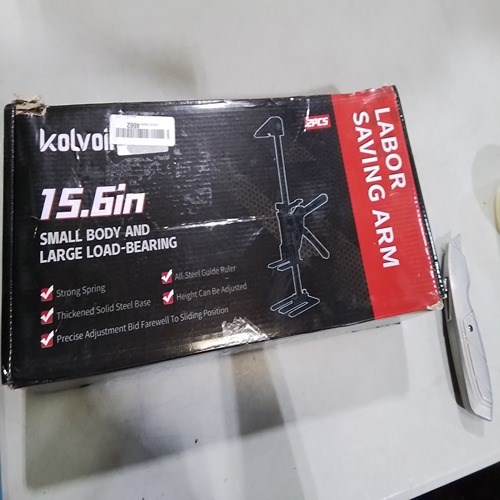 2PCS
LABOR
SAVING ARM
15.6in
SMALL BODY AND
LARGE LOAD-BEARING
Strong Spring
All-Steel Guide Ruler
Thickened Solid Steel Base
Height Can Be Adjusted
Precise Adjustment Bid Farewell To Sliding Position